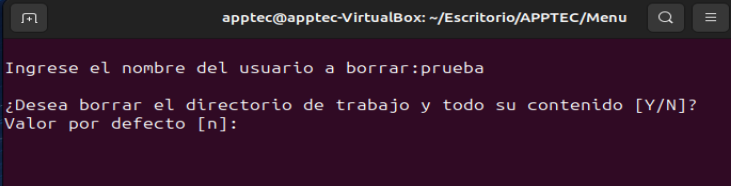 apptec@apptec-VirtualBox: ~/Escritorio/APPTEC/Menu
Ingrese el nombre del usuario a borrar:prueba
¿Desea borrar el directorio de trabajo y todo su contenido [Y/N]?
Valor por defecto [n]: